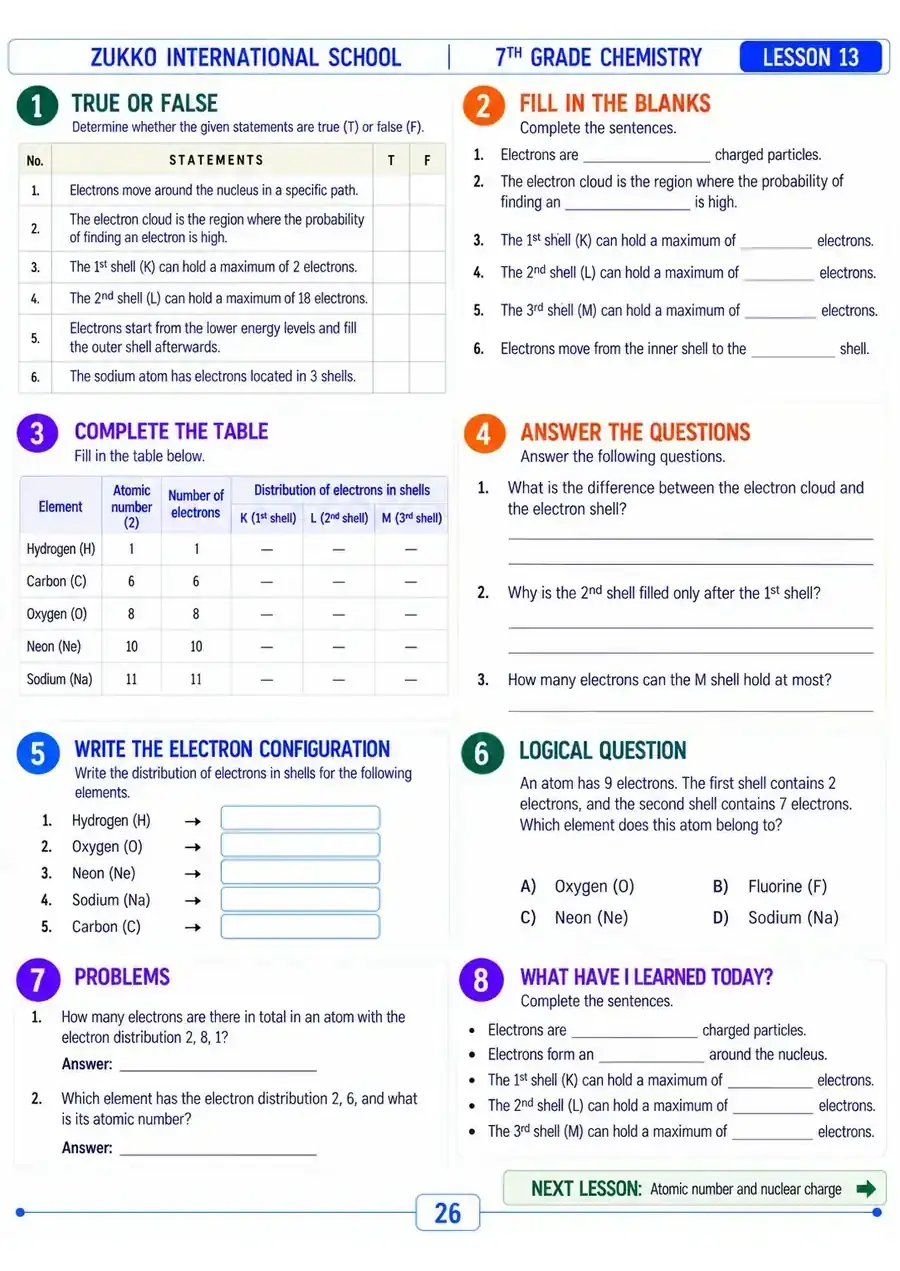 ZUKKO INTERNATIONAL SCHOOL | 7TH GRADE CHEMISTRY LESSON 13
1 TRUE OR FALSE
Determine whether the given statements are true (T) or false (F).
No. STATEMENTS T F
1. Electrons move around the nucleus in a specific path.
2. The electron cloud is the region where the probability
of finding an electron is high.
3. The 1st shell (K) can hold a maximum of 2 electrons.
4. The 2nd shell (L) can hold a maximum of 18 electrons.
5. Electrons start from the lower energy levels and fill
the outer shell afterwards.
6. The sodium atom has electrons located in 3 shells.
2 FILL IN THE BLANKS
Complete the sentences.
1. Electrons are ________________ charged particles.
2. The electron cloud is the region where the probability of
finding an ________________ is high.
3. The 1st shell (K) can hold a maximum of _________ electrons.
4. The 2nd shell (L) can hold a maximum of _________ electrons.
5. The 3rd shell (M) can hold a maximum of _________ electrons.
6. Electrons move from the inner shell to the ___________ shell.
3 COMPLETE THE TABLE
Fill in the table below.
Element Atomic number (2) Number of electrons Distribution of electrons in shells
K (1st shell) L (2nd shell) M (3rd shell)
Hydrogen (H) 1 1 — — —
Carbon (C) 6 6 — — —
Oxygen (O) 8 8 — — —
Neon (Ne) 10 10 — — —
Sodium (Na) 11 11 — — —
4 ANSWER THE QUESTIONS
Answer the following questions.
1. What is the difference between the electron cloud and
the electron shell?
2. Why is the 2nd shell filled only after the 1st shell?
3. How many electrons can the M shell hold at most?
5 WRITE THE ELECTRON CONFIGURATION
Write the distribution of electrons in shells for the following
elements.
1. Hydrogen (H) →
2. Oxygen (O) →
3. Neon (Ne) →
4. Sodium (Na) →
5. Carbon (C) →
6 LOGICAL QUESTION
An atom has 9 electrons. The first shell contains 2
electrons, and the second shell contains 7 electrons.
Which element does this atom belong to?
A) Oxygen (O) B) Fluorine (F)
C) Neon (Ne) D) Sodium (Na)
7 PROBLEMS
1. How many electrons are there in total in an atom with the
electron distribution 2, 8, 1?
Answer: _________________________
2. Which element has the electron distribution 2, 6, and what
is its atomic number?
Answer: _________________________
8 WHAT HAVE I LEARNED TODAY?
Complete the sentences.
• Electrons are ________________ charged particles.
• Electrons form an _____________ around the nucleus.
• The 1st shell (K) can hold a maximum of ___________ electrons.
• The 2nd shell (L) can hold a maximum of __________ electrons.
• The 3rd shell (M) can hold a maximum of __________ electrons.
NEXT LESSON: Atomic number and nuclear charge →
26